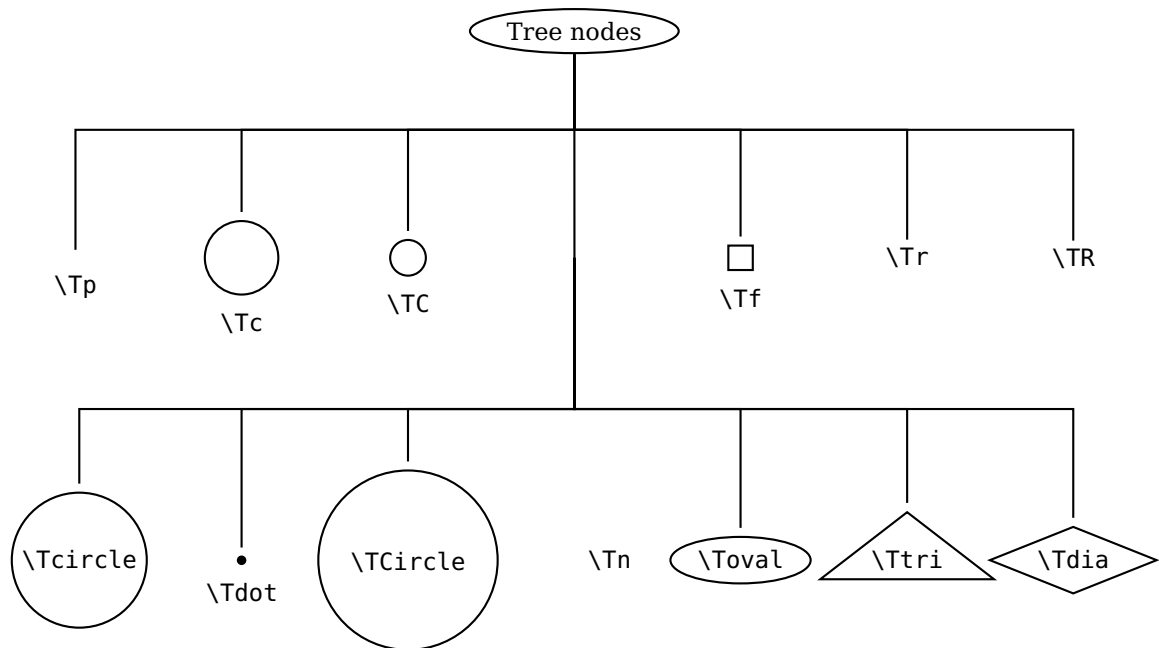 Tree nodes
\Tp
\Tc
\TC
\Tf
\Tr
\TR
\Tcircle
\Tdot
\TCircle
\Tn
\Toval
\Ttri
\Tdia